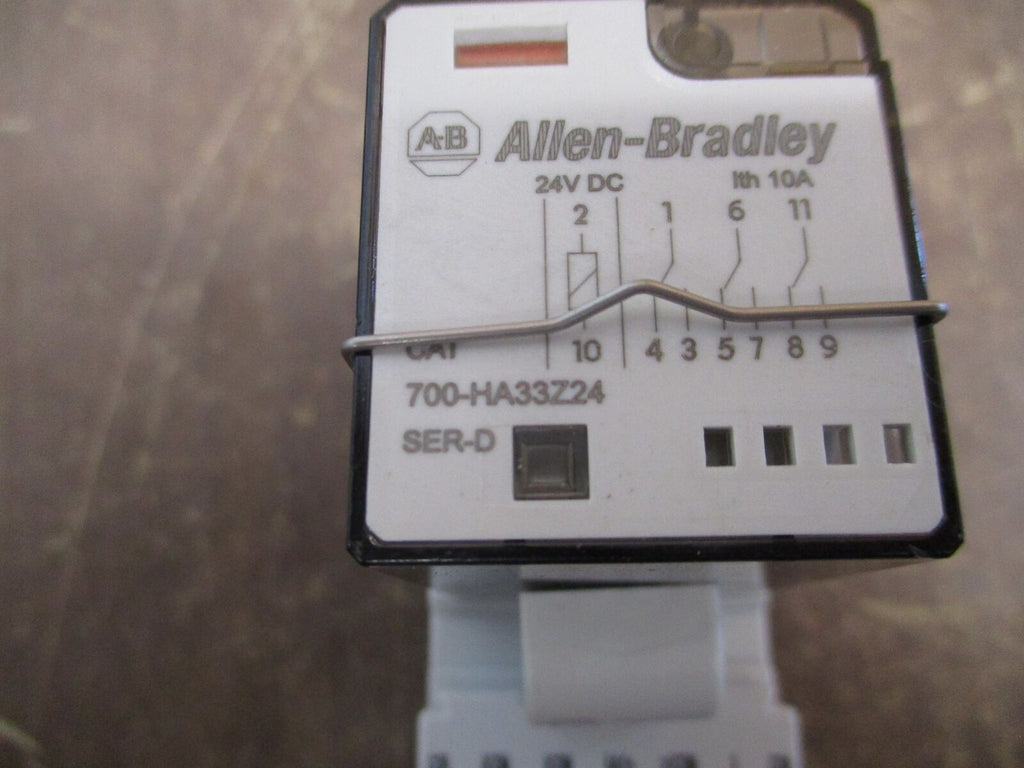 A-B Allen-Bradley
24V DC Ith 10A
2 1 6 11
CAT 10 4 3 5 7 8 9
700-HA33Z24
SER-D